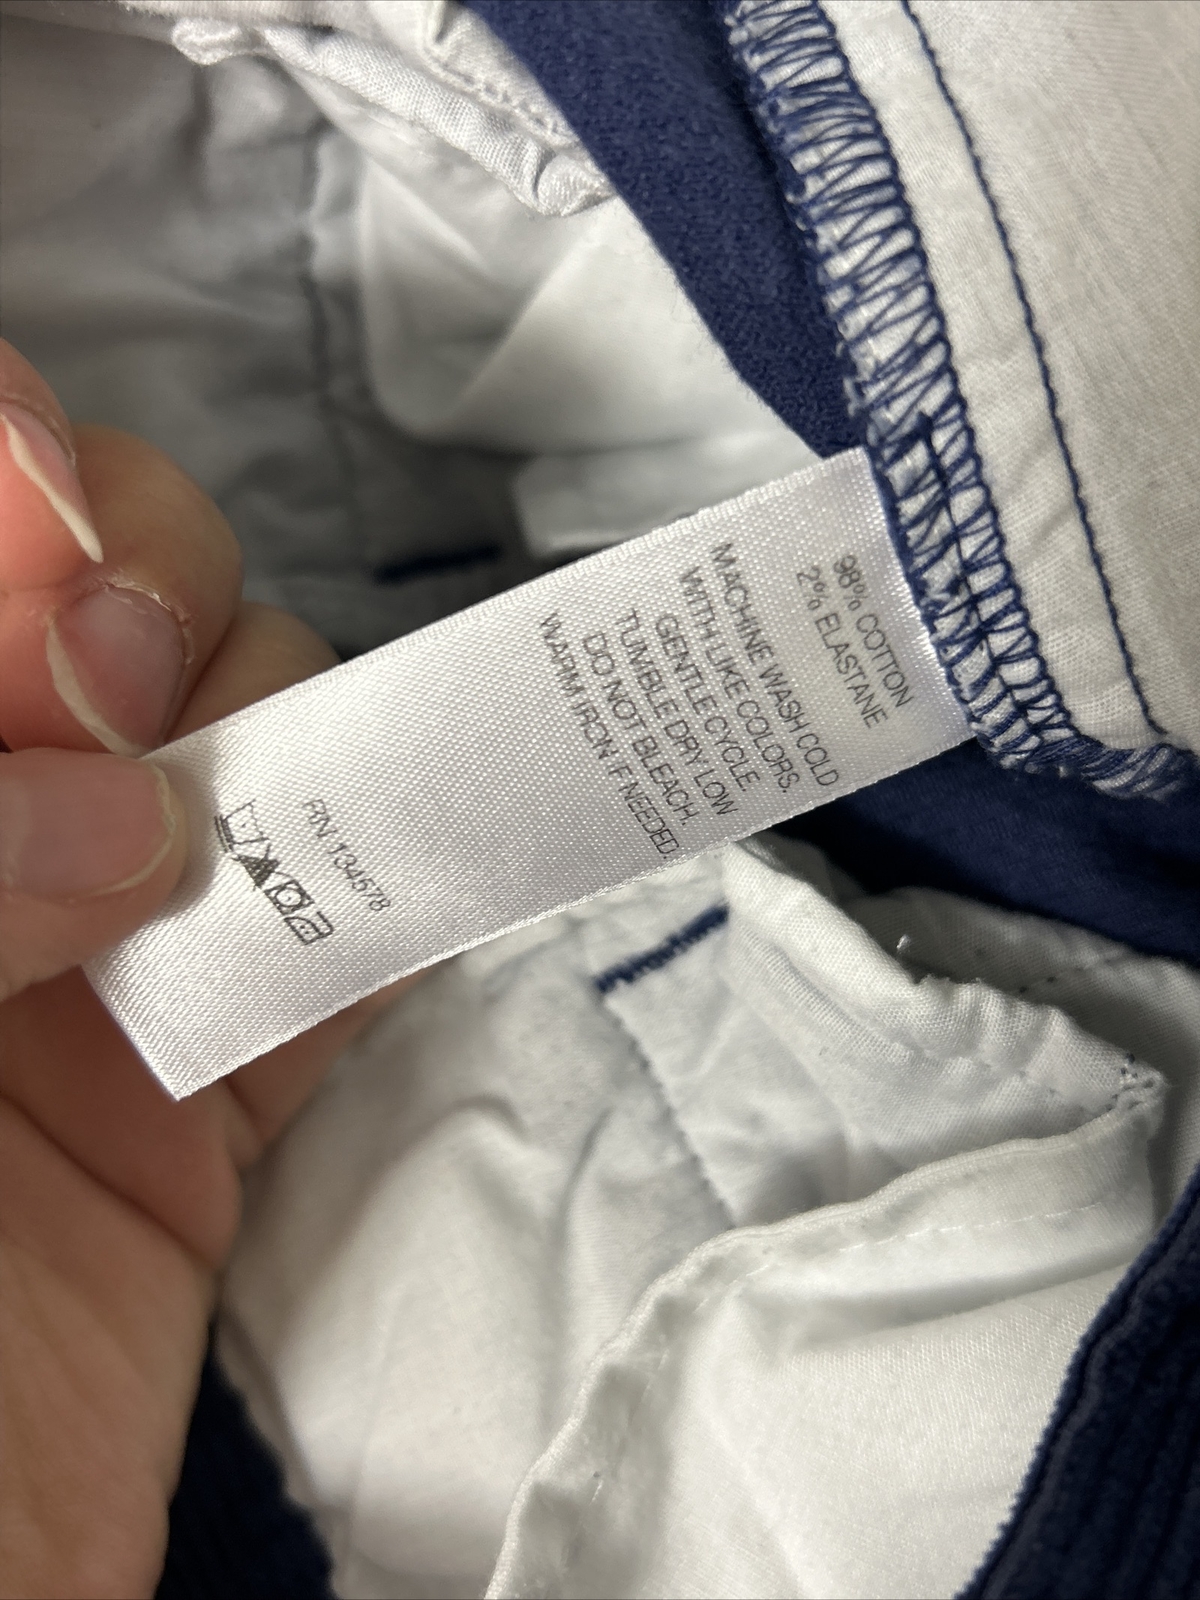 98% COTTON
2% ELASTANE
MACHINE WASH COLD
WITH LIKE COLORS.
GENTLE CYCLE.
TUMBLE DRY LOW
DO NOT BLEACH.
WARM IRON F NEEDED.
RN 134578